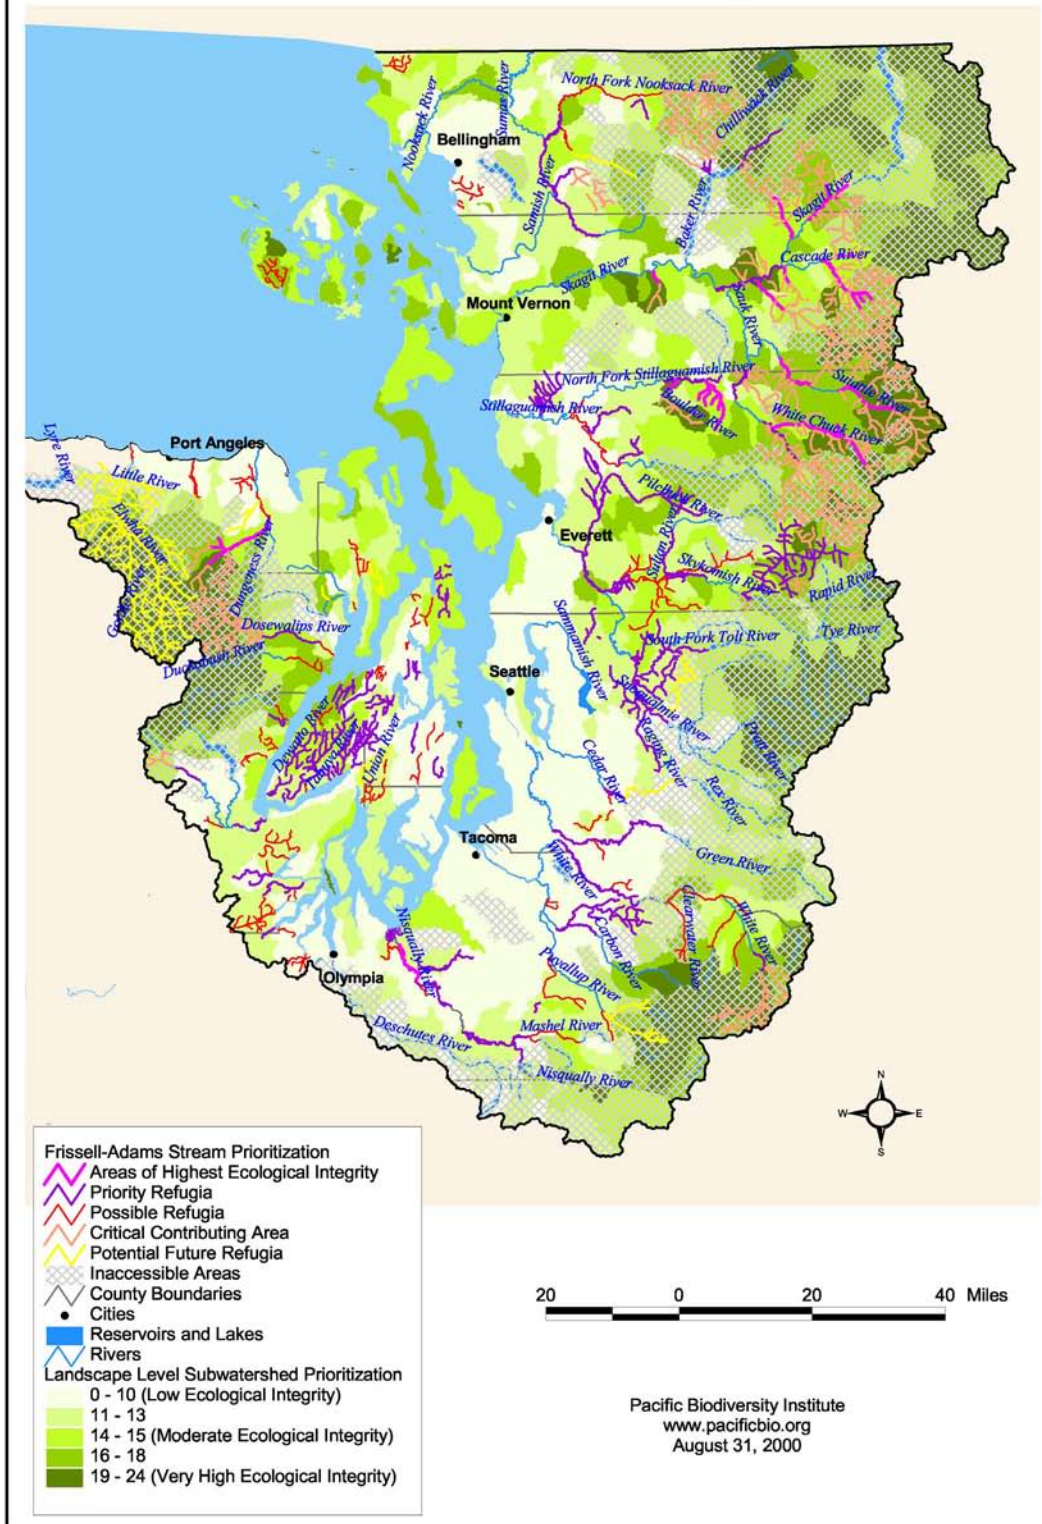 North Fork Nooksack River
Chilliwack River
Nooksack River
Sumas River
Bellingham
Samish River
Baker River
Skagit River
Cascade River
Skagit River
Mount Vernon
Sauk River
North Fork Stillaguamish River
Stillaguamish River
Boulder River
Suiattle River
White Chuck River
Port Angeles
Lyre River
Little River
Elwha River
Dungeness River
Goblin River
Pilchuck River
Everett
Sultan River
Skykomish River
Rapid River
Dosewalips River
Duckabush River
Sammamish River
South Fork Tolt River
Tye River
Seattle
Snoqualmie River
Raging River
Pratt River
Dewatto River
Tahuya River
Union River
Cedar River
Rex River
Tacoma
White River
Green River
Clearwater River
White River
Carbon River
Nisqually River
Olympia
Puyallup River
Deschutes River
Mashel River
Nisqually River
N
W
E
S
Frissell-Adams Stream Prioritization
Areas of Highest Ecological Integrity
Priority Refugia
Possible Refugia
Critical Contributing Area
Potential Future Refugia
Inaccessible Areas
County Boundaries
Cities
Reservoirs and Lakes
Rivers
Landscape Level Subwatershed Prioritization
0 - 10 (Low Ecological Integrity)
11 - 13
14 - 15 (Moderate Ecological Integrity)
16 - 18
19 - 24 (Very High Ecological Integrity)
20 0 20 40 Miles
Pacific Biodiversity Institute
www.pacificbio.org
August 31, 2000